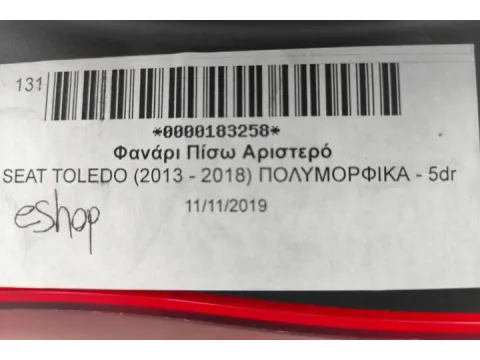 131
*0000183258*
Φανάρι Πίσω Αριστερό
SEAT TOLEDO (2013 - 2018) ΠΟΛΥΜΟΡΦΙΚΑ - 5dr
11/11/2019
eshop